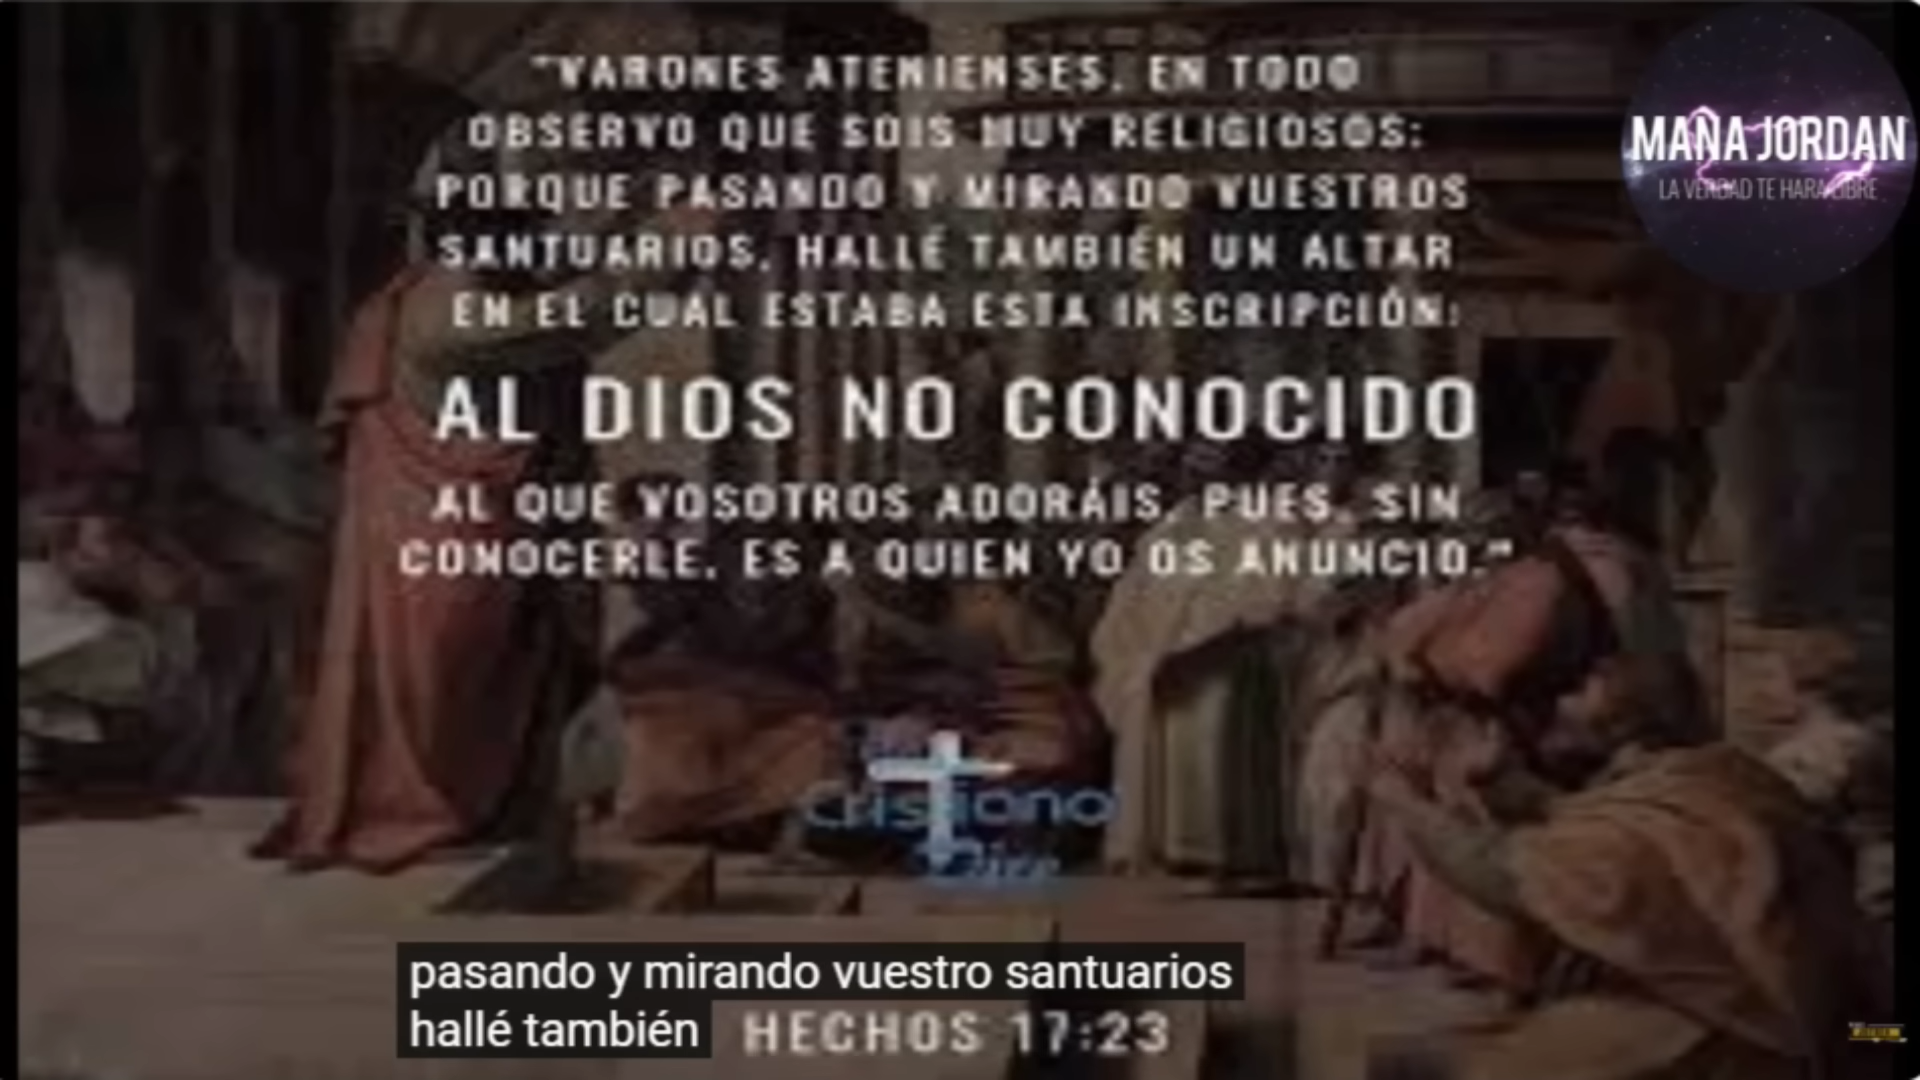 "VARONES ATENIENSES, EN TODO
OBSERVO QUE SOIS MUY RELIGIOSOS;
PORQUE PASANDO Y MIRANDO VUESTROS
SANTUARIOS, HALLÉ TAMBIÉN UN ALTAR
EN EL CUAL ESTABA ESTA INSCRIPCIÓN:
AL DIOS NO CONOCIDO
AL QUE VOSOTROS ADORÁIS, PUES, SIN
CONOCERLE, ES A QUIEN YO OS ANUNCIO."
MANA JORDAN
LA VERDAD TE HARA LIBRE
Cristiano
pasando y mirando vuestro santuarios
hallé también
HECHOS 17:23